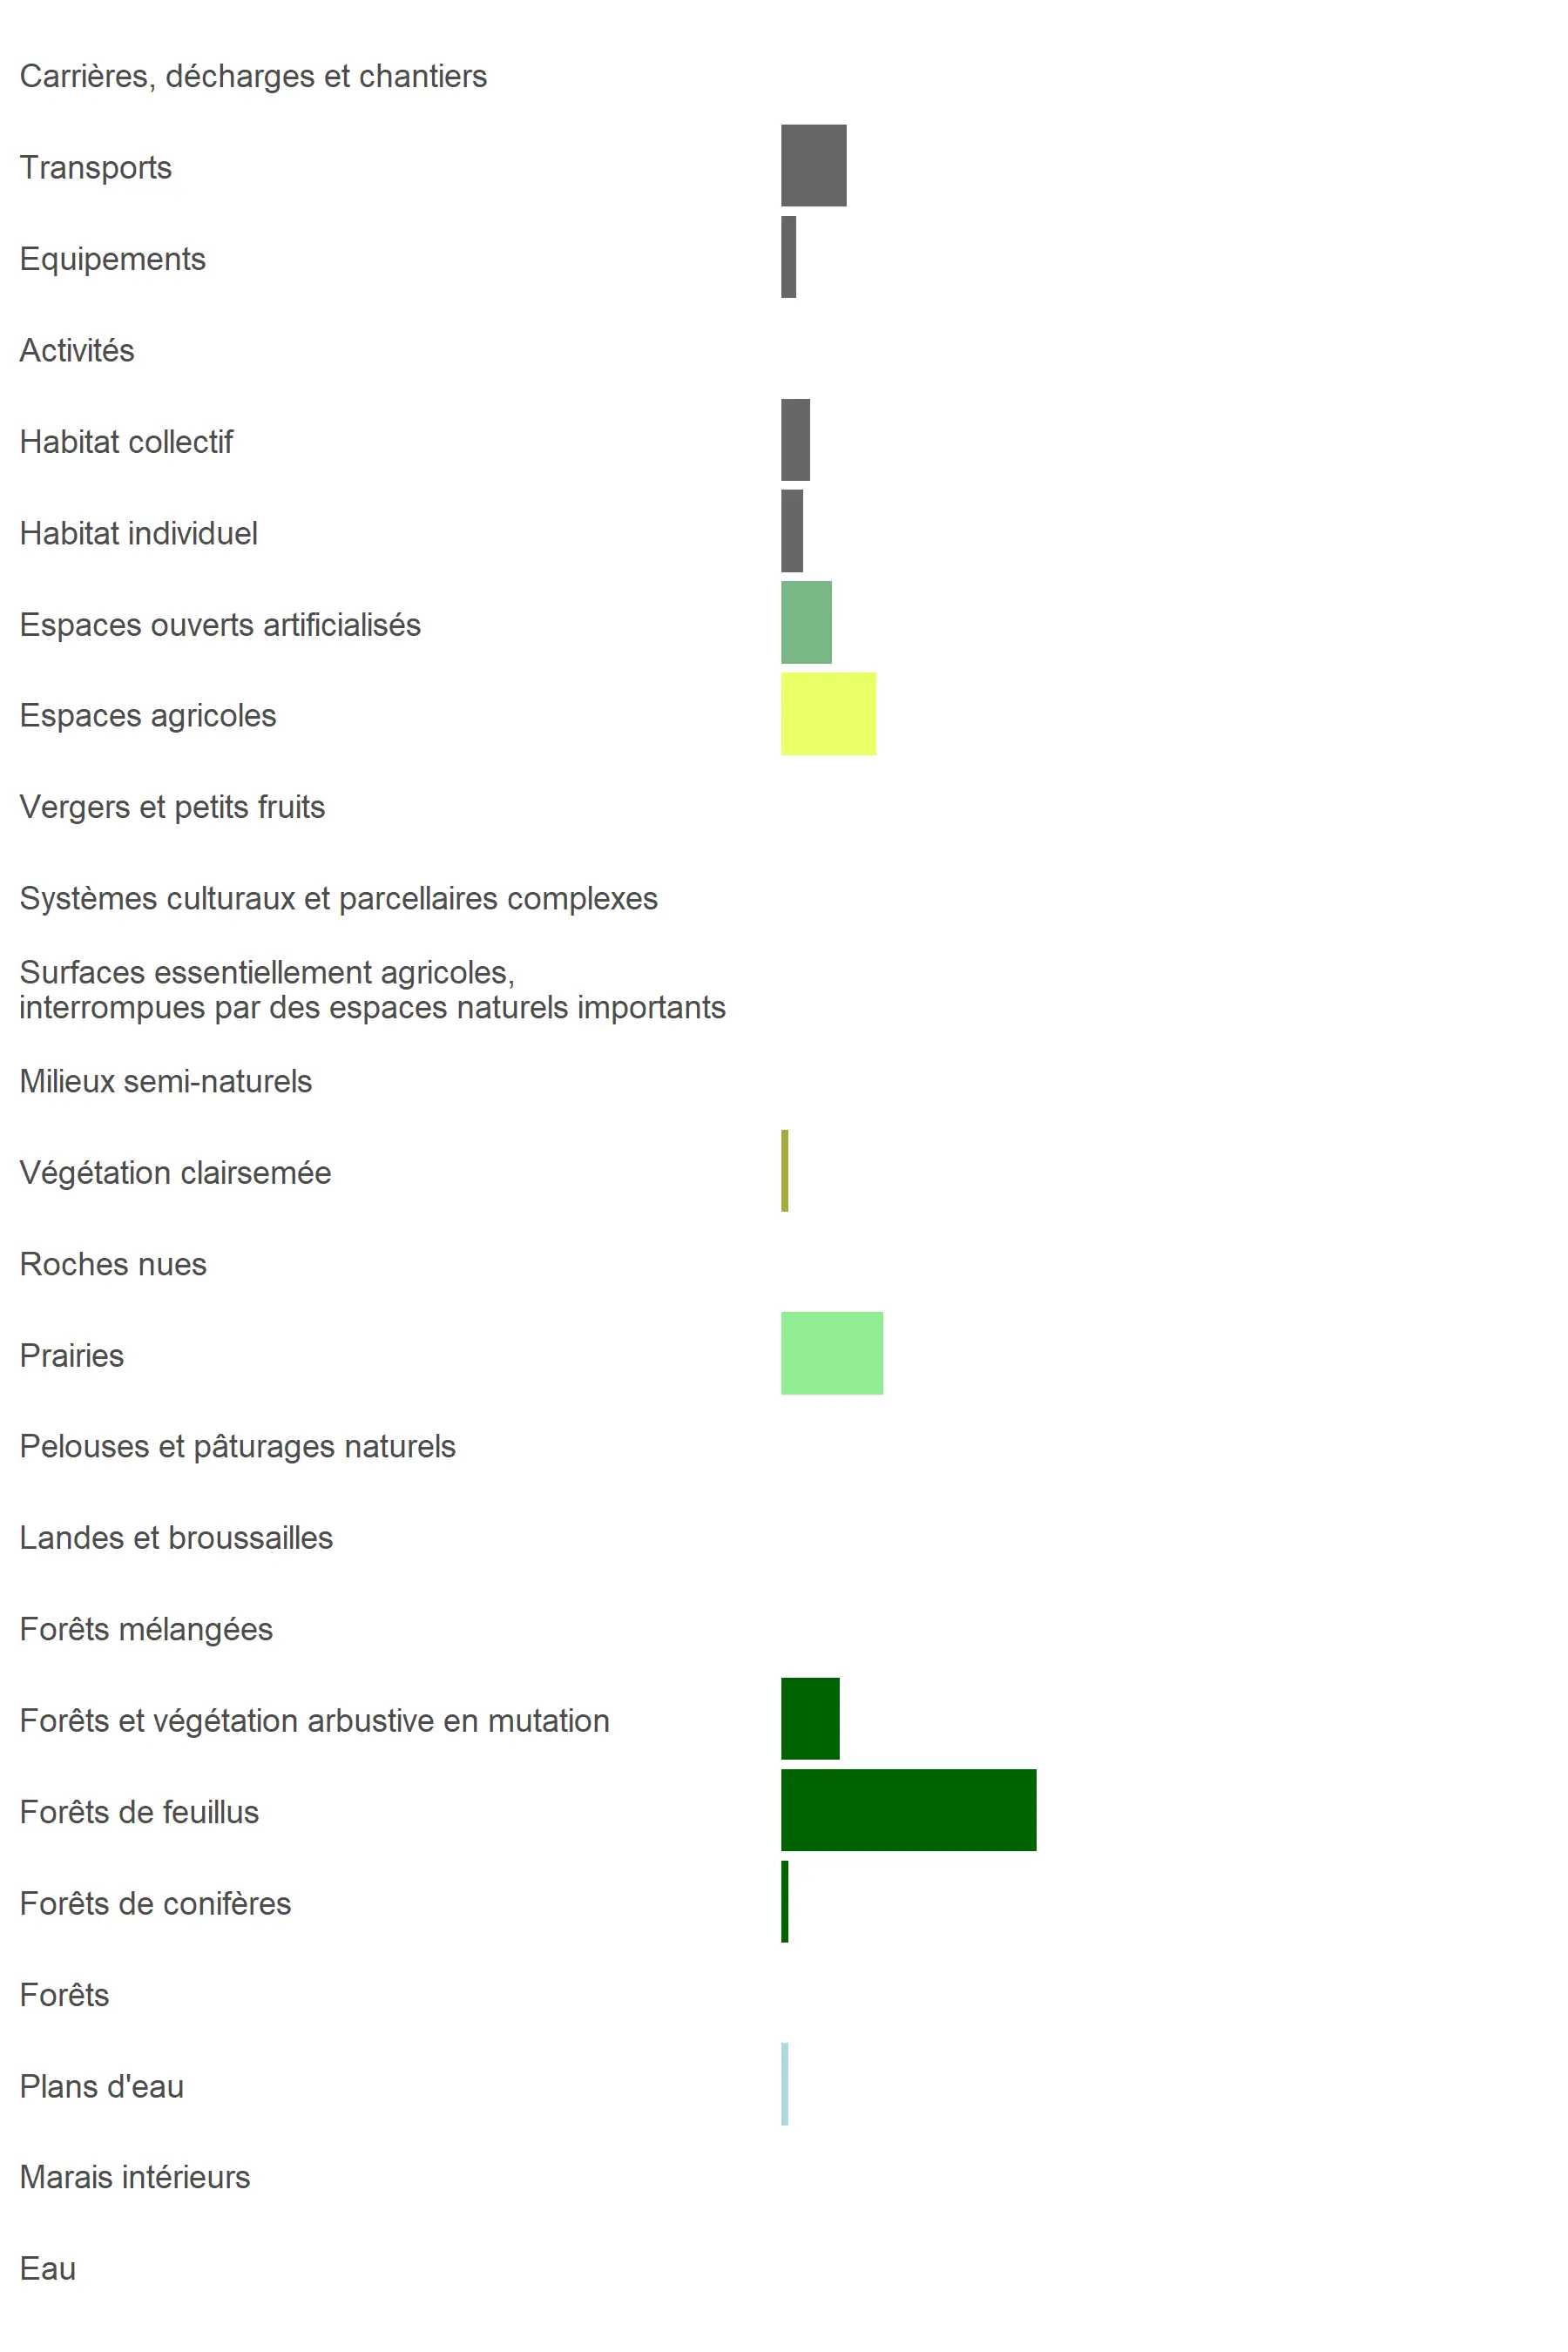 Carrières, décharges et chantiers
Transports
Equipements
Activités
Habitat collectif
Habitat individuel
Espaces ouverts artificialisés
Espaces agricoles
Vergers et petits fruits
Systèmes culturaux et parcellaires complexes
Surfaces essentiellement agricoles,
interrompues par des espaces naturels importants
Milieux semi-naturels
Végétation clairsemée
Roches nues
Prairies
Pelouses et pâturages naturels
Landes et broussailles
Forêts mélangées
Forêts et végétation arbustive en mutation
Forêts de feuillus
Forêts de conifères
Forêts
Plans d'eau
Marais intérieurs
Eau